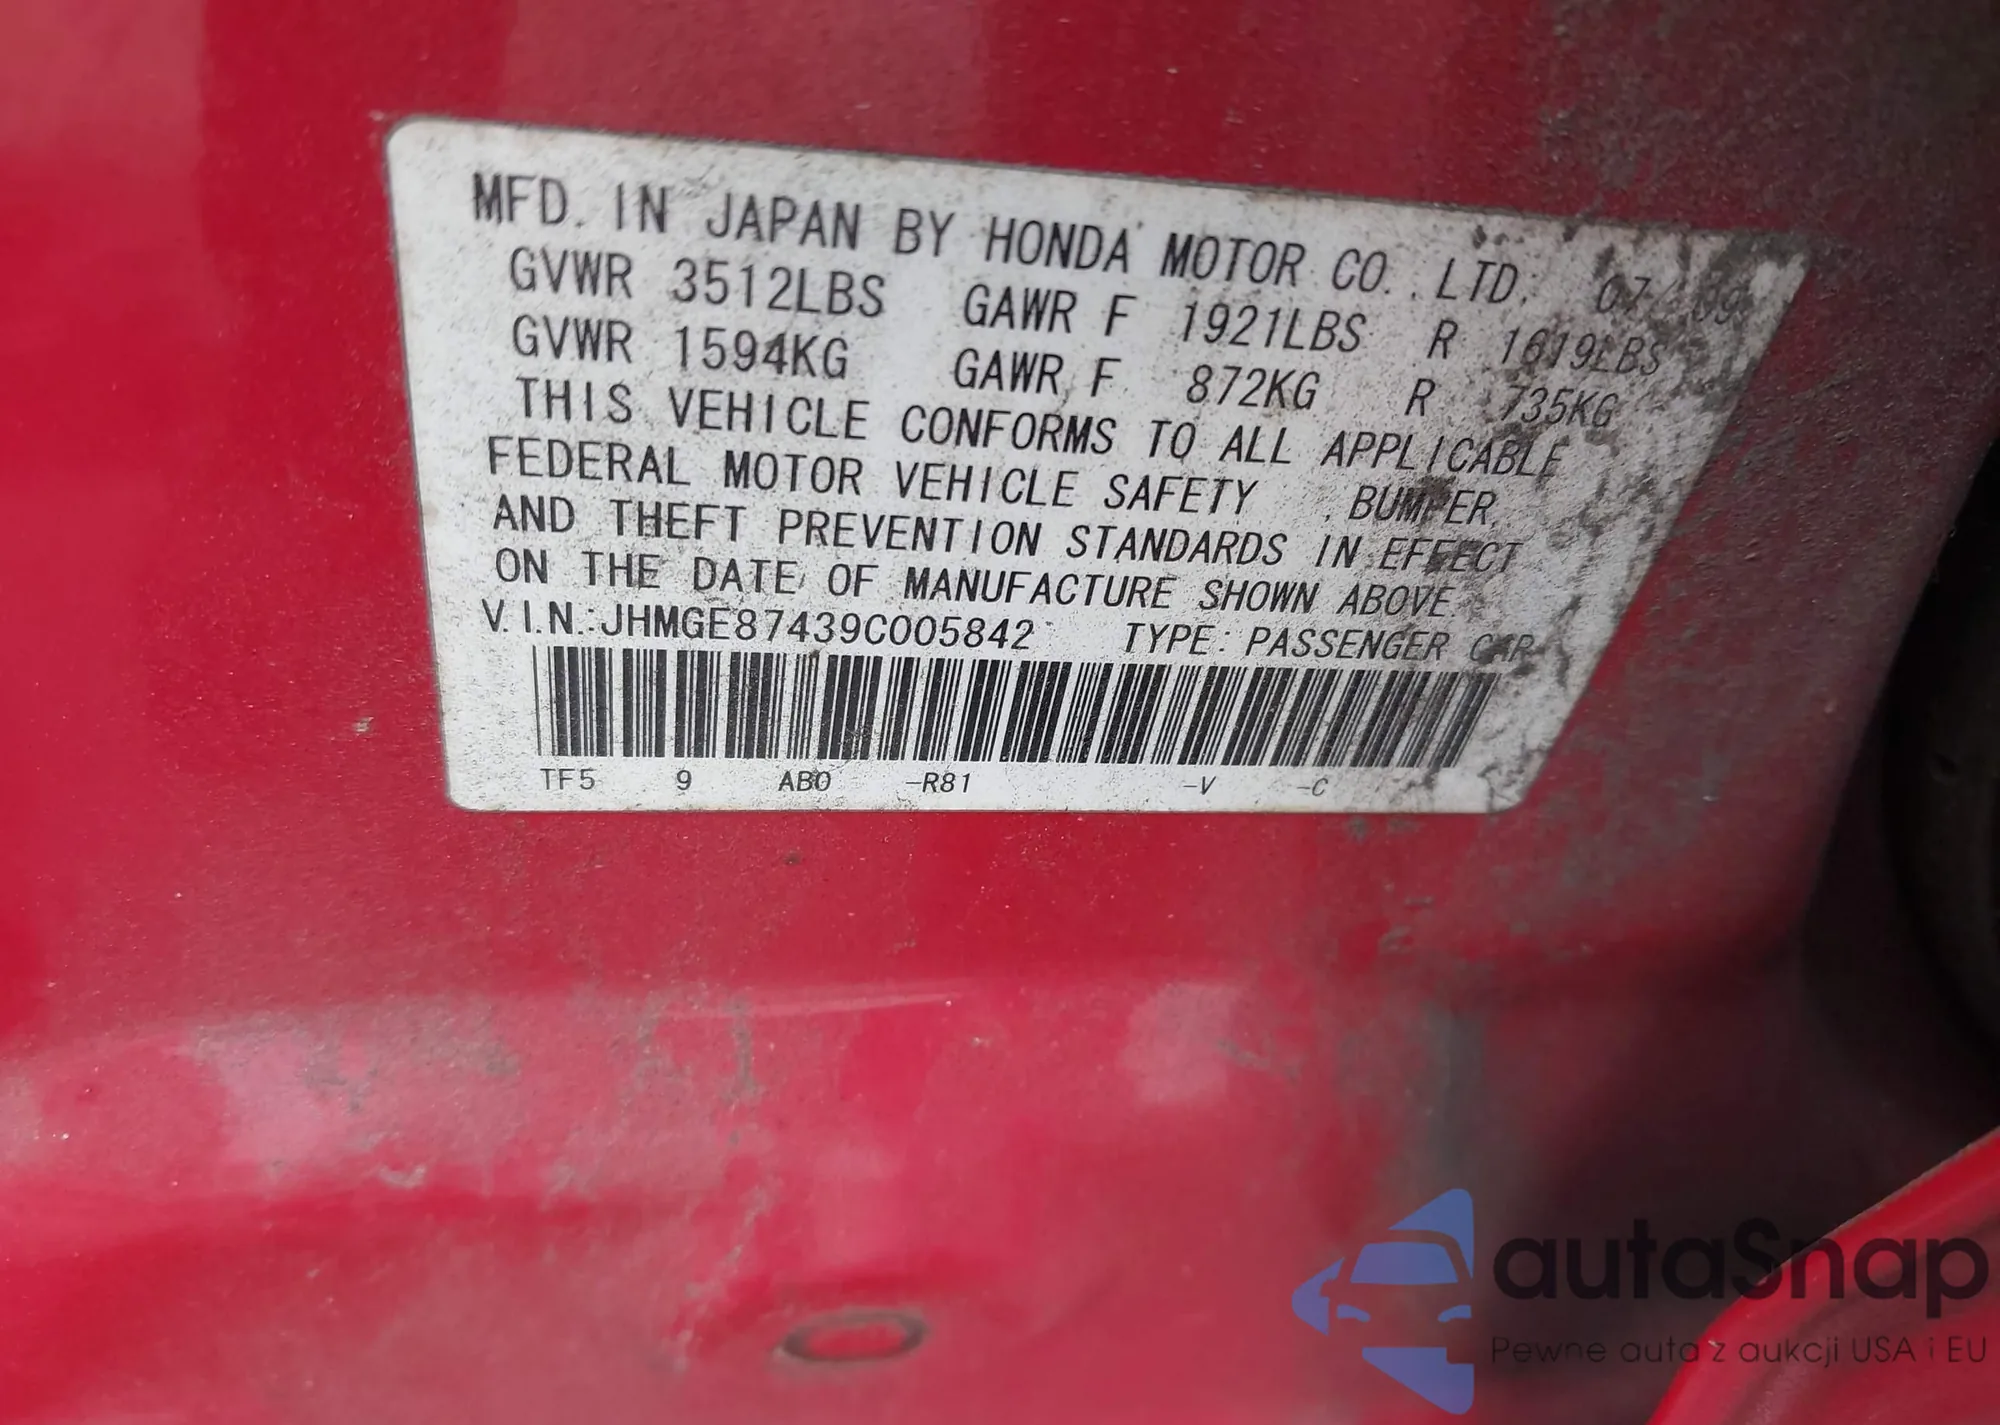 MFD. IN JAPAN BY HONDA MOTOR CO., LTD. 07/09
GVWR 3512LBS GAWR F 1921LBS R 1619LBS
GVWR 1594KG GAWR F 872KG R 735KG
THIS VEHICLE CONFORMS TO ALL APPLICABLE
FEDERAL MOTOR VEHICLE SAFETY , BUMPER,
AND THEFT PREVENTION STANDARDS IN EFFECT
ON THE DATE OF MANUFACTURE SHOWN ABOVE.
V.I.N.:JHMGE87439C005842 TYPE: PASSENGER CAR
TF5 9 AB0 -R81 -V -C
autaSnap
Pewne auta z aukcji USA i EU